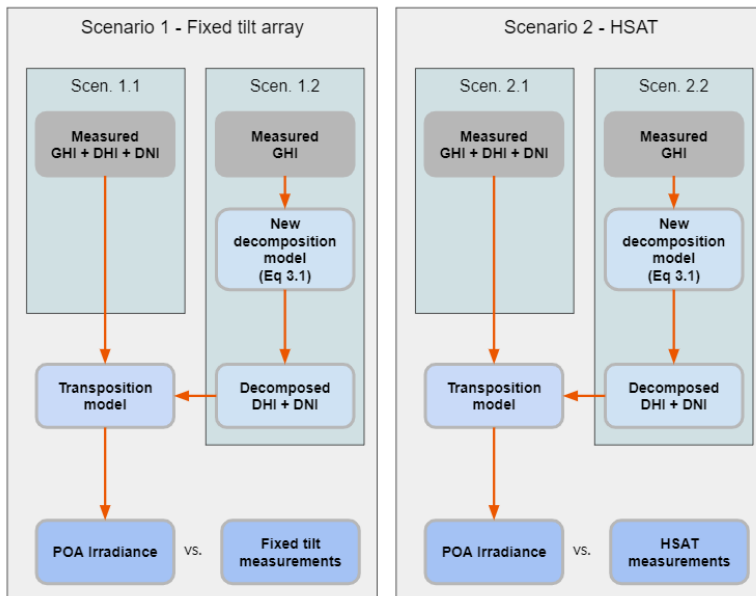 Scenario 1 - Fixed tilt array
Scen. 1.1
Measured
GHI + DHI + DNI
Scen. 1.2
Measured
GHI
New
decomposition
model
(Eq 3.1)
Transposition
model
Decomposed
DHI + DNI
POA Irradiance
vs.
Fixed tilt
measurements
Scenario 2 - HSAT
Scen. 2.1
Measured
GHI + DHI + DNI
Scen. 2.2
Measured
GHI
New
decomposition
model
(Eq 3.1)
Transposition
model
Decomposed
DHI + DNI
POA Irradiance
vs.
HSAT
measurements